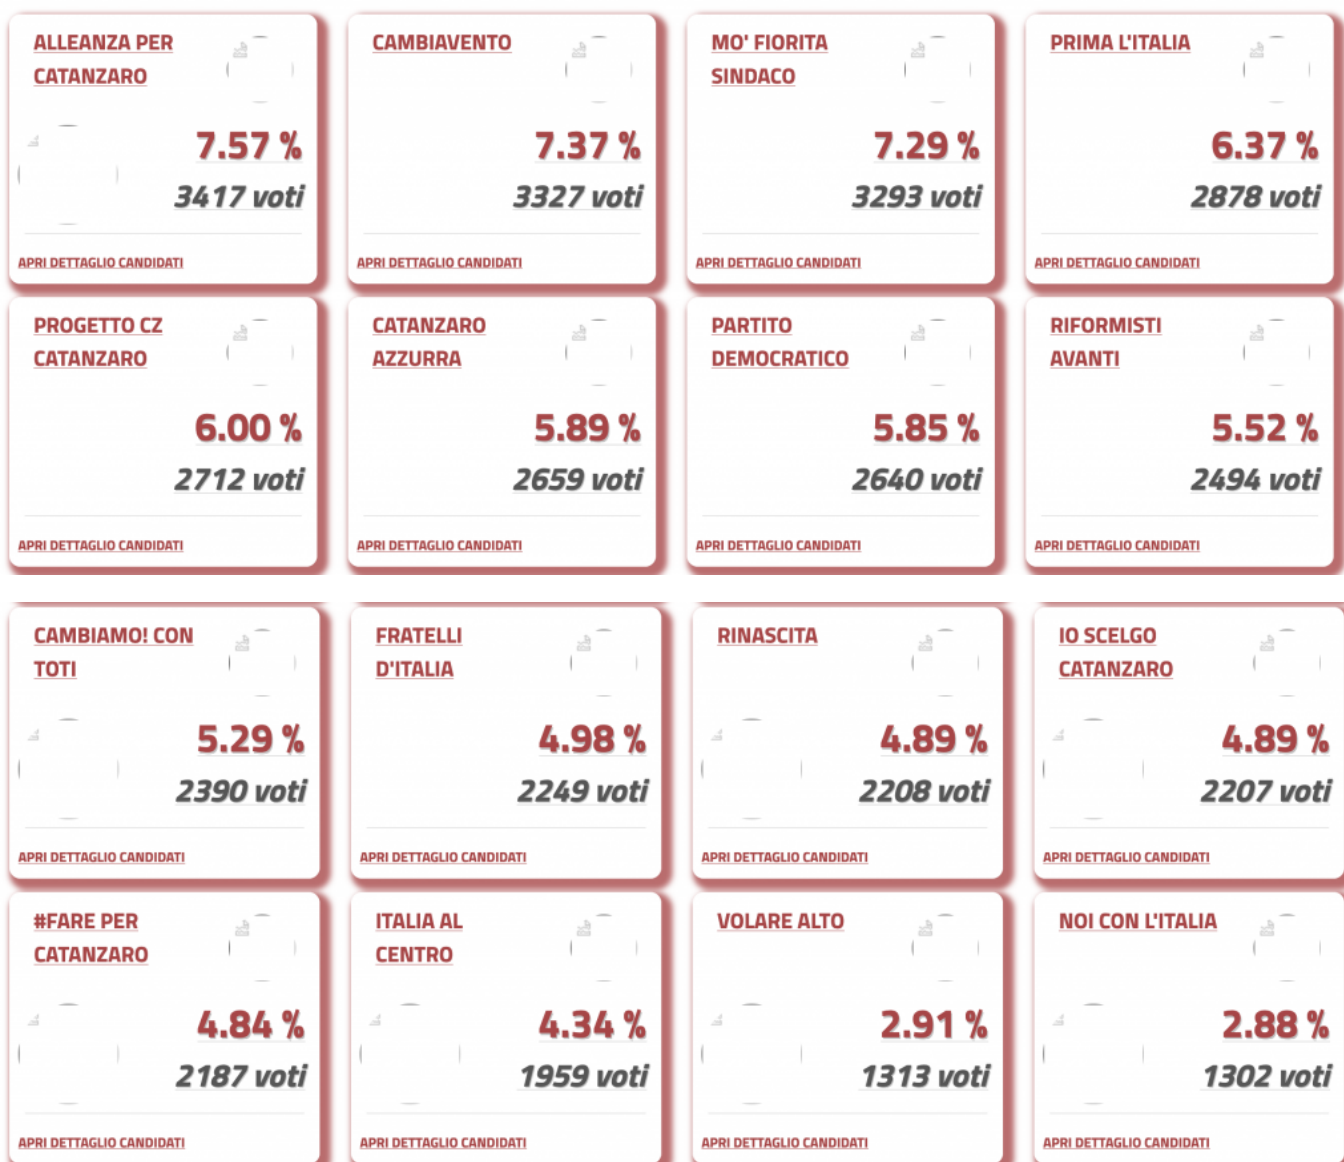 ALLEANZA PER
CATANZARO
7.57 %
3417 voti
APRI DETTAGLIO CANDIDATI
CAMBIAVENTO
7.37 %
3327 voti
APRI DETTAGLIO CANDIDATI
MO' FIORITA
SINDACO
7.29 %
3293 voti
APRI DETTAGLIO CANDIDATI
PRIMA L'ITALIA
6.37 %
2878 voti
APRI DETTAGLIO CANDIDATI
PROGETTO CZ
CATANZARO
6.00 %
2712 voti
APRI DETTAGLIO CANDIDATI
CATANZARO
AZZURRA
5.89 %
2659 voti
APRI DETTAGLIO CANDIDATI
PARTITO
DEMOCRATICO
5.85 %
2640 voti
APRI DETTAGLIO CANDIDATI
RIFORMISTI
AVANTI
5.52 %
2494 voti
APRI DETTAGLIO CANDIDATI
CAMBIAMO! CON
TOTI
5.29 %
2390 voti
APRI DETTAGLIO CANDIDATI
FRATELLI
D'ITALIA
4.98 %
2249 voti
APRI DETTAGLIO CANDIDATI
RINASCITA
4.89 %
2208 voti
APRI DETTAGLIO CANDIDATI
IO SCELGO
CATANZARO
4.89 %
2207 voti
APRI DETTAGLIO CANDIDATI
#FARE PER
CATANZARO
4.84 %
2187 voti
APRI DETTAGLIO CANDIDATI
ITALIA AL
CENTRO
4.34 %
1959 voti
APRI DETTAGLIO CANDIDATI
VOLARE ALTO
2.91 %
1313 voti
APRI DETTAGLIO CANDIDATI
NOI CON L'ITALIA
2.88 %
1302 voti
APRI DETTAGLIO CANDIDATI